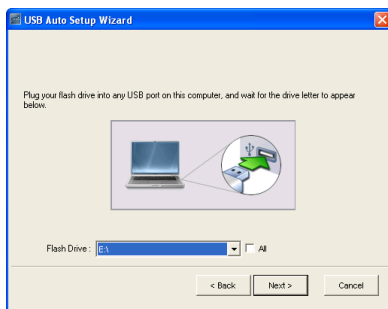 USB Auto Setup Wizard
Plug your flash drive into any USB port on this computer, and wait for the drive letter to appear
below.
Flash Drive : E:\ All
< Back Next > Cancel